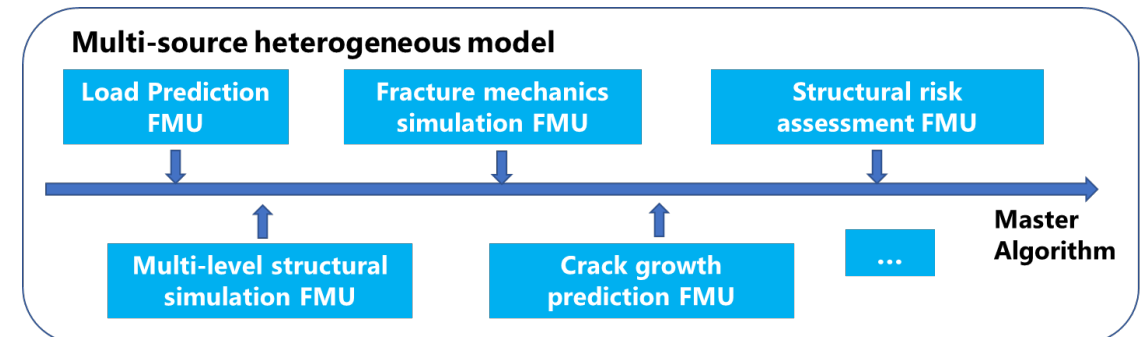 Multi-source heterogeneous model
Load Prediction
FMU
Fracture mechanics
simulation FMU
Structural risk
assessment FMU
Master
Algorithm
Multi-level structural
simulation FMU
Crack growth
prediction FMU
...